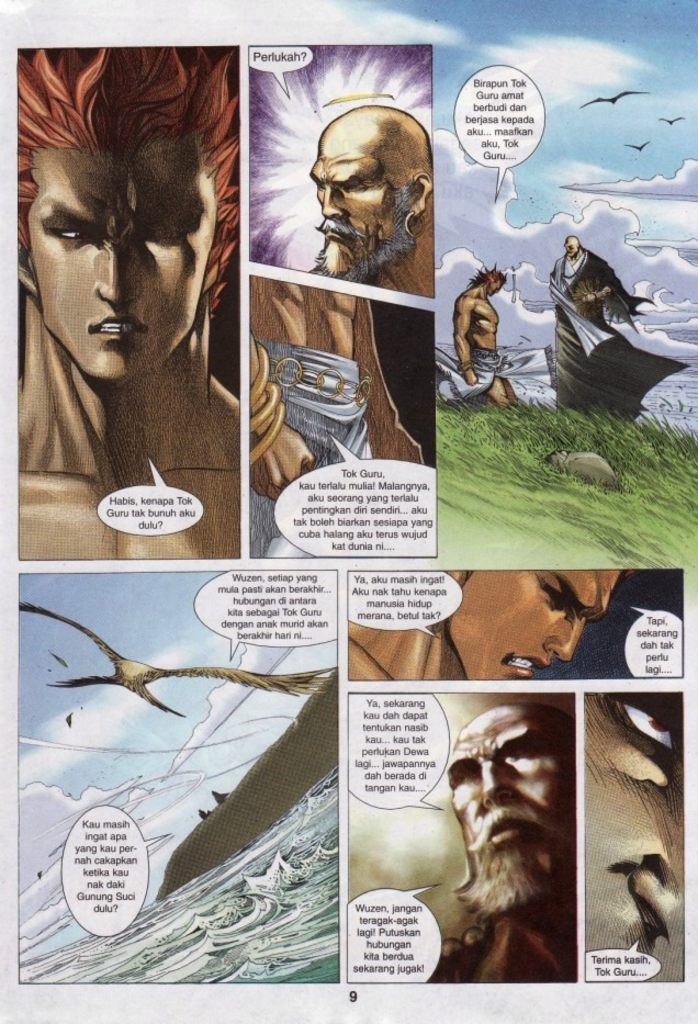 Habis, kenapa Tok
Guru tak bunuh aku
dulu?
Perlukah?
Tok Guru,
kau terlalu mulia! Malangnya,
aku seorang yang terlalu
pentingkan diri sendiri... aku
tak boleh biarkan sesiapa yang
cuba halang aku terus wujud
kat dunia ni....
Birapun Tok
Guru amat
berbudi dan
berjasa kepada
aku... maafkan
aku, Tok
Guru....
Wuzen, setiap yang
mula pasti akan berakhir...
hubungan di antara
kita sebagai Tok Guru
dengan anak murid akan
berakhir hari ni....
Kau masih
ingat apa
yang kau per-
nah cakapkan
ketika kau
nak daki
Gunung Suci
dulu?
Ya, aku masih ingat!
Aku nak tahu kenapa
manusia hidup
merana, betul tak?
Tapi,
sekarang
dah tak
perlu
lagi....
Ya, sekarang
kau dah dapat
tentukan nasib
kau... kau tak
perlukan Dewa
lagi... jawapannya
dah berada di
tangan kau....
Wuzen, jangan
teragak-agak
lagi! Putuskan
hubungan
kita berdua
sekarang jugak!
Terima kasih,
Tok Guru....
9